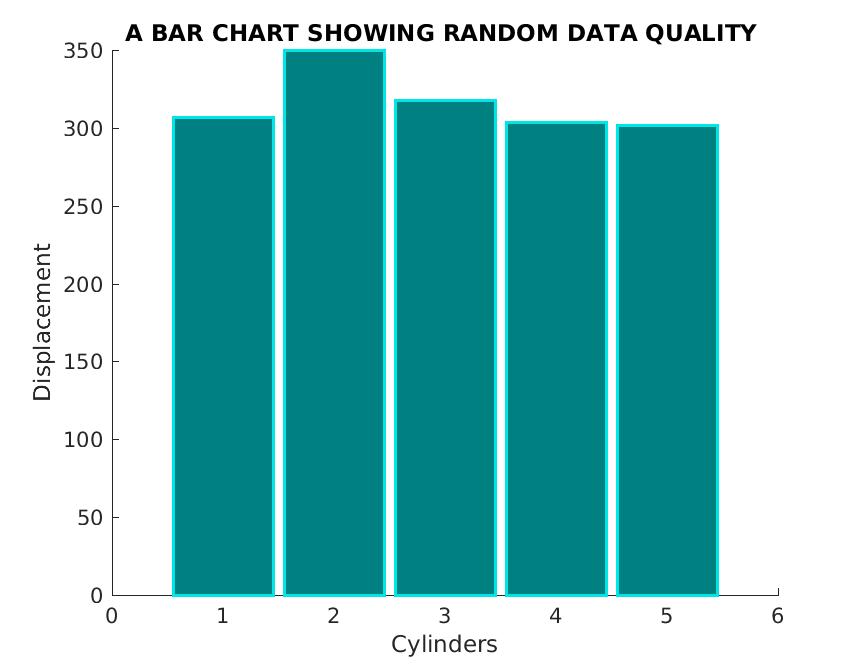 A BAR CHART SHOWING RANDOM DATA QUALITY
350
300
250
200
150
100
50
0
Displacement
0 1 2 3 4 5 6
Cylinders